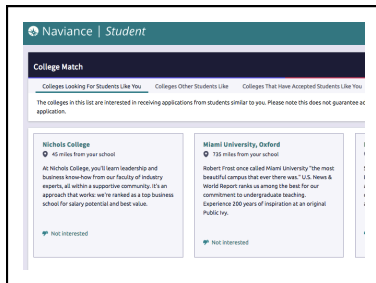 Naviance | Student
College Match
Colleges Looking For Students Like You
Colleges Other Students Like
Colleges That Have Accepted Students Like You
The colleges in this list are interested in receiving applications from students similar to you. Please note this does not guarantee
application.
Nichols College
45 miles from your school
At Nichols College, you'll learn leadership and
business know-how from our faculty of industry
experts, all within a supportive community. It's an
approach that works: we're ranked as a top business
school for salary potential and best value.
Not interested
Miami University, Oxford
735 miles from your school
Robert Frost once called Miami University "the most
beautiful campus that ever there was." U.S. News &
World Report ranks us among the best for our
commitment to undergraduate teaching.
Experience 200 years of inspiration at an original
Public Ivy.
Not interested